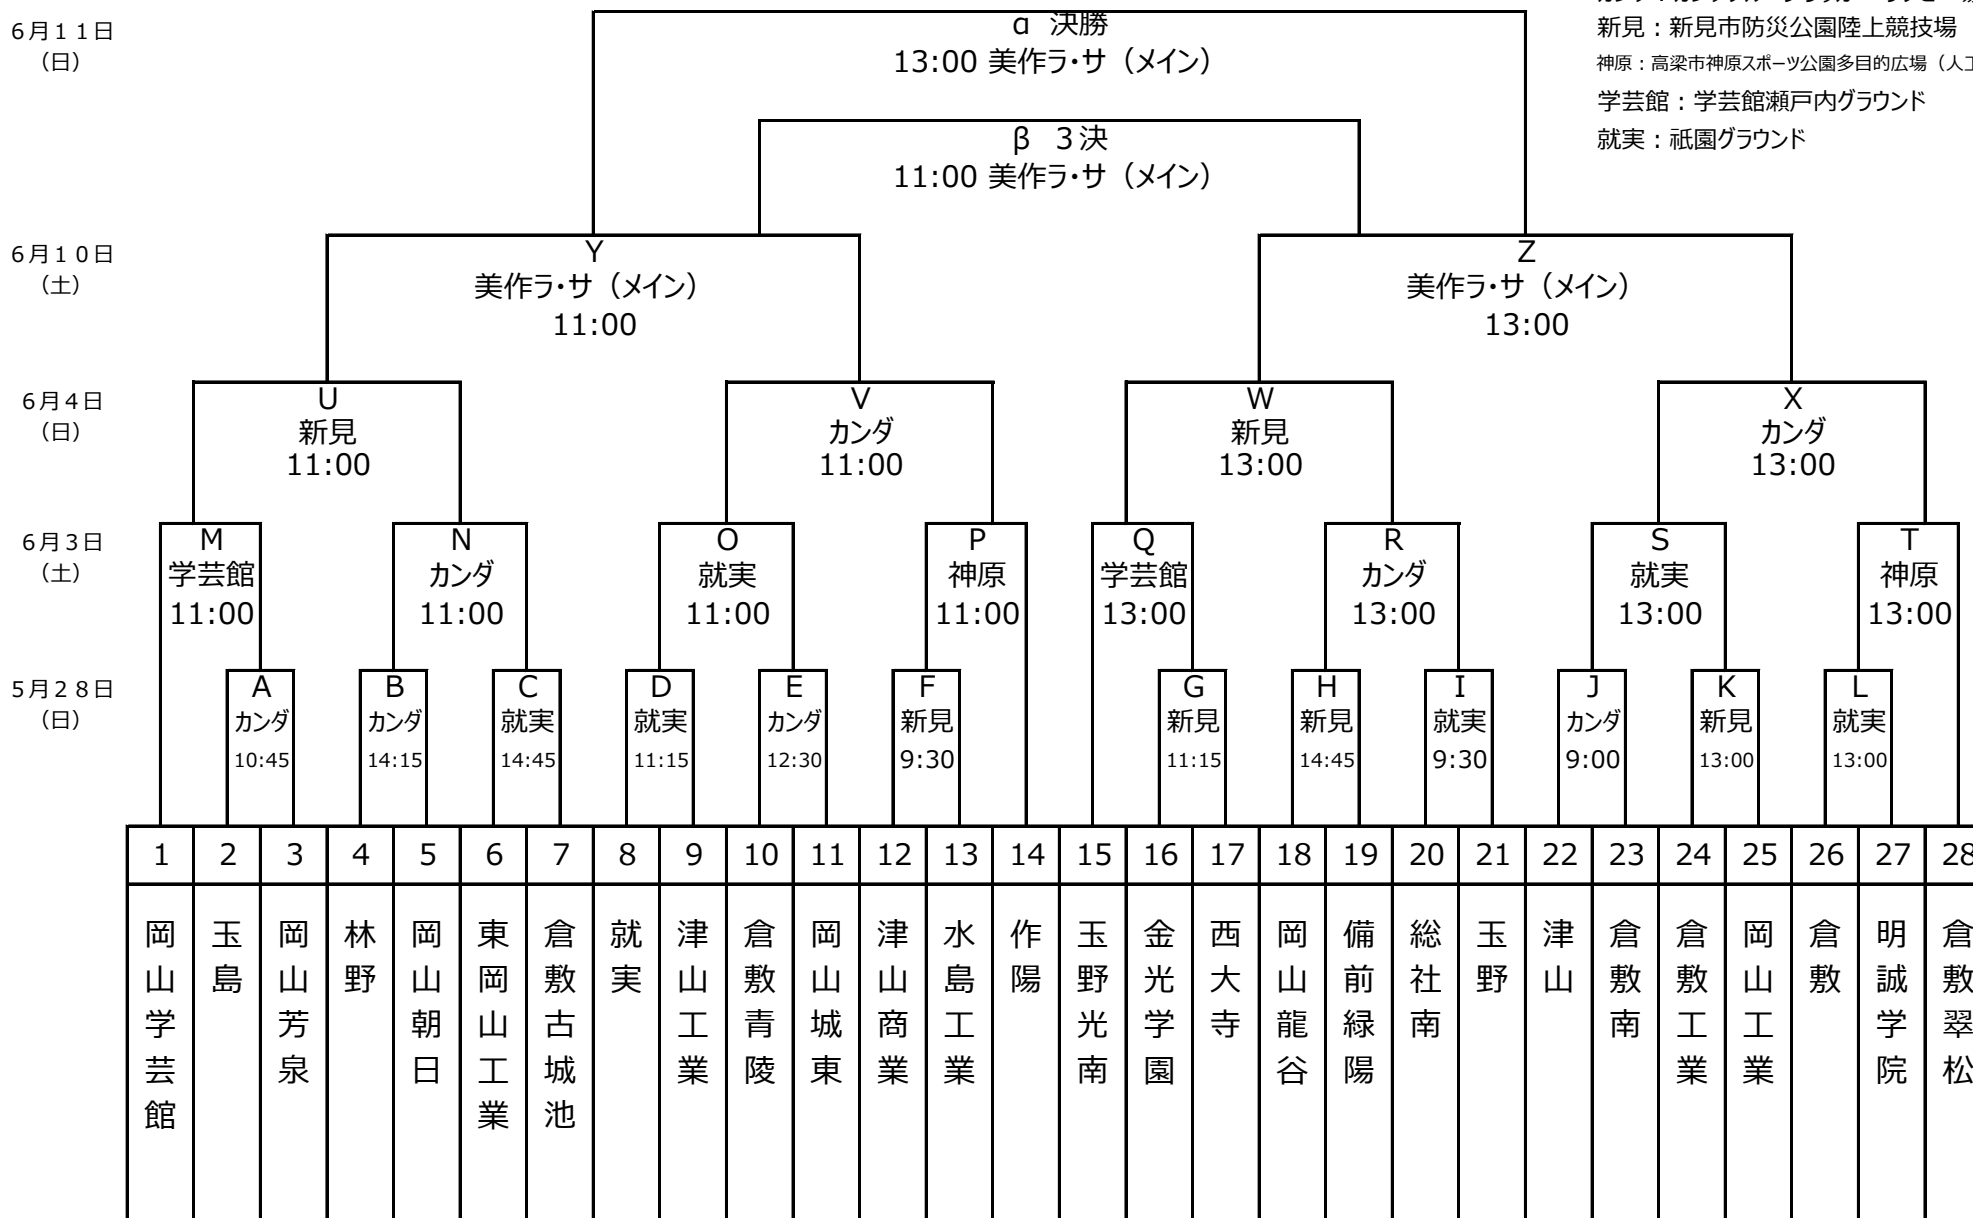 6月11日
（日）
α 決勝
13:00 美作ラ・サ（メイン）
新見：新見市防災公園陸上競技場
神原：高梁市神原スポーツ公園多目的広場（人工
学芸館：学芸館瀬戸内グラウンド
就実：祇園グラウンド
β 3決
11:00 美作ラ・サ（メイン）
6月10日
（土）
Y
美作ラ・サ（メイン）
11:00
Z
美作ラ・サ（メイン）
13:00
6月4日
（日）
U
新見
11:00
V
カンダ
11:00
W
新見
13:00
X
カンダ
13:00
6月3日
（土）
M
学芸館
11:00
N
カンダ
11:00
O
就実
11:00
P
神原
11:00
Q
学芸館
13:00
R
カンダ
13:00
S
就実
13:00
T
神原
13:00
5月28日
（日）
A
カンダ
10:45
B
カンダ
14:15
C
就実
14:45
D
就実
11:15
E
カンダ
12:30
F
新見
9:30
G
新見
11:15
H
新見
14:45
I
就実
9:30
J
カンダ
9:00
K
新見
13:00
L
就実
13:00
1 2 3 4 5 6 7 8 9 10 11 12 13 14 15 16 17 18 19 20 21 22 23 24 25 26 27 28
岡山学芸館
玉島
岡山芳泉
林野
岡山朝日
東岡山工業
倉敷古城池
就実
津山工業
倉敷青陵
岡山城東
津山商業
水島工業
作陽
玉野光南
金光学園
西大寺
岡山龍谷
備前緑陽
総社南
玉野
津山
倉敷南
倉敷工業
岡山工業
倉敷
明誠学院
倉敷翠松